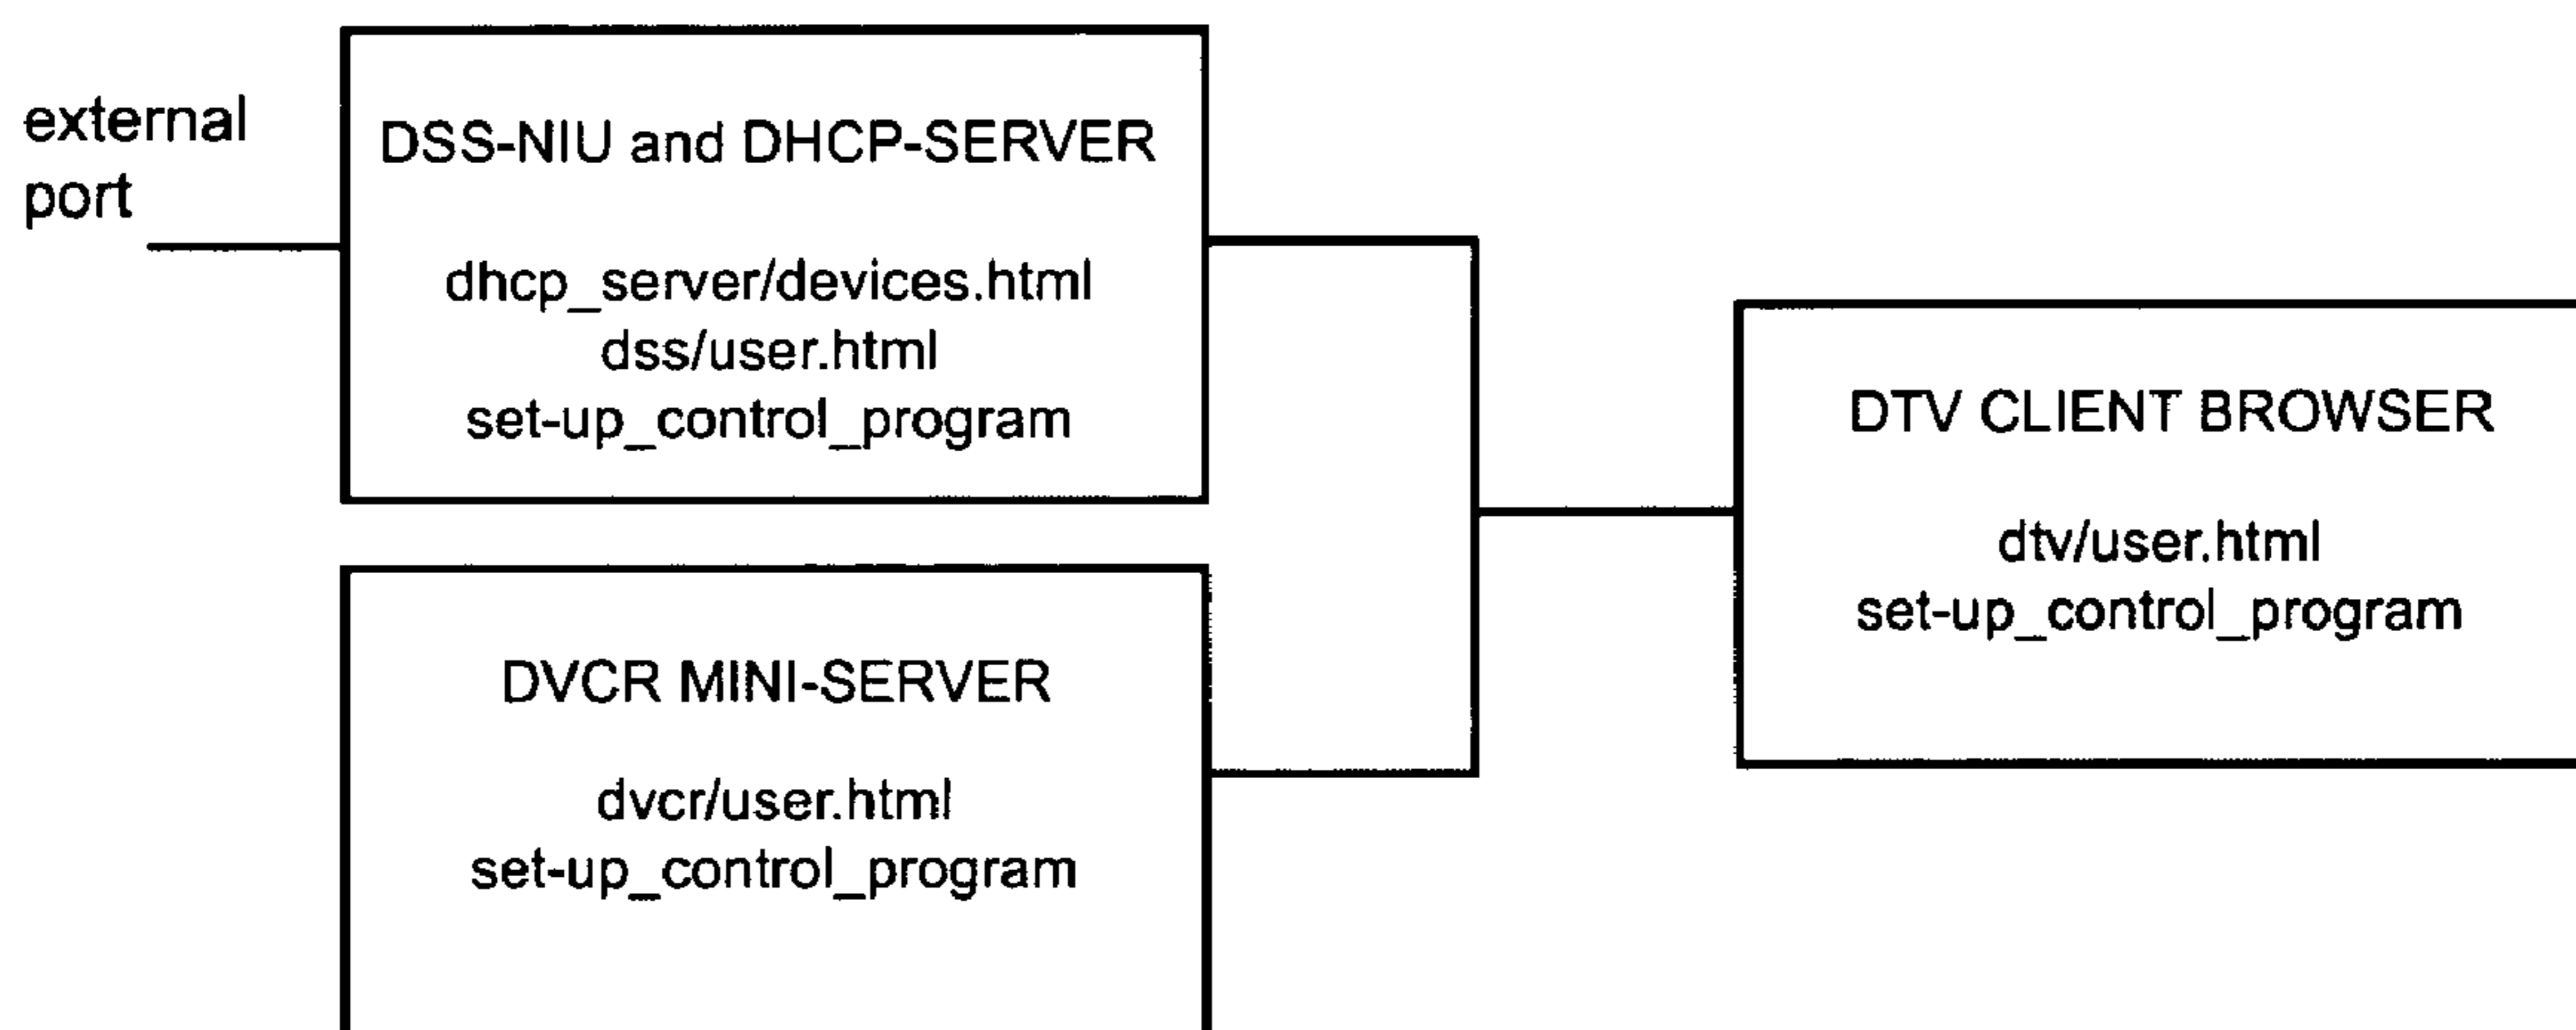 external
port
DSS-NIU and DHCP-SERVER
dhcp_server/devices.html
dss/user.html
set-up_control_program
DVCR MINI-SERVER
dvcr/user.html
set-up_control_program
DTV CLIENT BROWSER
dtv/user.html
set-up_control_program